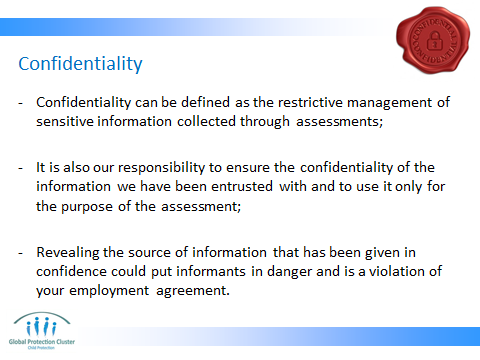 CONFIDENTIAL
CONFIDENTIAL
Confidentiality
- Confidentiality can be defined as the restrictive management of
sensitive information collected through assessments;
- It is also our responsibility to ensure the confidentiality of the
information we have been entrusted with and to use it only for
the purpose of the assessment;
- Revealing the source of information that has been given in
confidence could put informants in danger and is a violation of
your employment agreement.
Global Protection Cluster
Child Protection